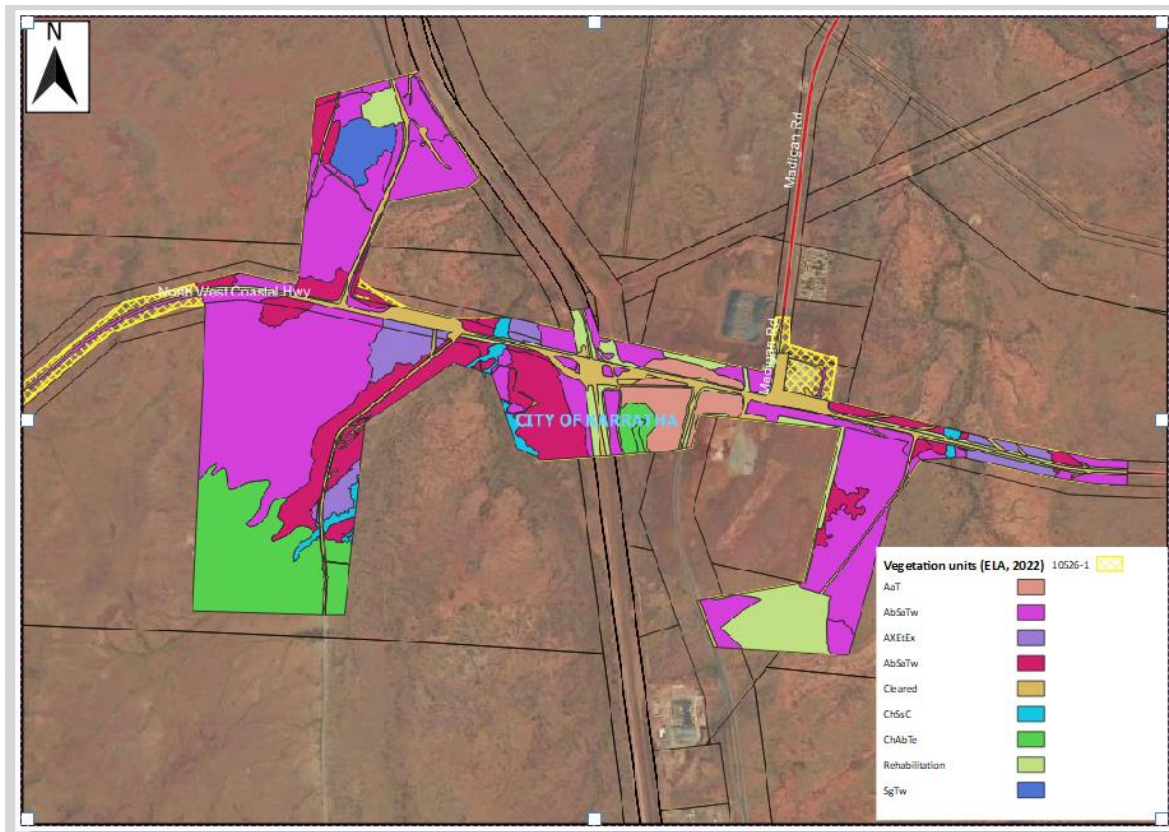 N
Madigan Rd
North West Coastal Hwy
Madigan Rd
CITY OF KARRATHA
Vegetation units (ELA, 2022) 10526-1
AaT
AbSaTw
AXEtEx
AbSaTw
Cleared
ChSsC
ChAbTe
Rehabilitation
SgTw